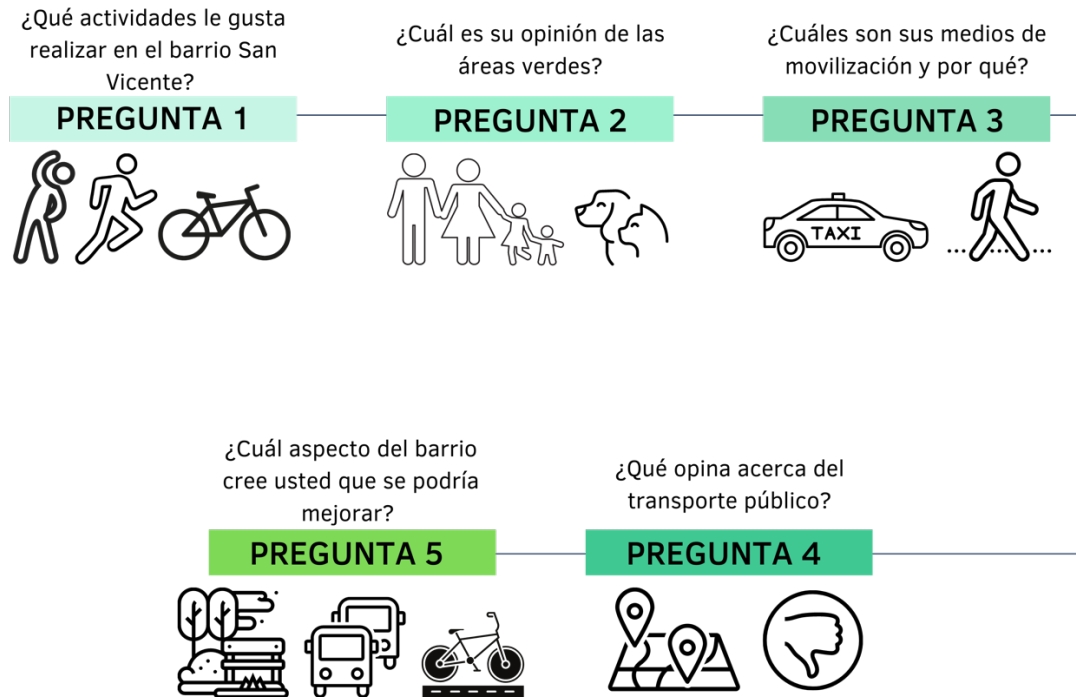 ¿Qué actividades le gusta
realizar en el barrio San
Vicente?
PREGUNTA 1
¿Cuál es su opinión de las
áreas verdes?
PREGUNTA 2
¿Cuáles son sus medios de
movilización y por qué?
PREGUNTA 3
TAXI
¿Cuál aspecto del barrio
cree usted que se podría
mejorar?
PREGUNTA 5
¿Qué opina acerca del
transporte público?
PREGUNTA 4